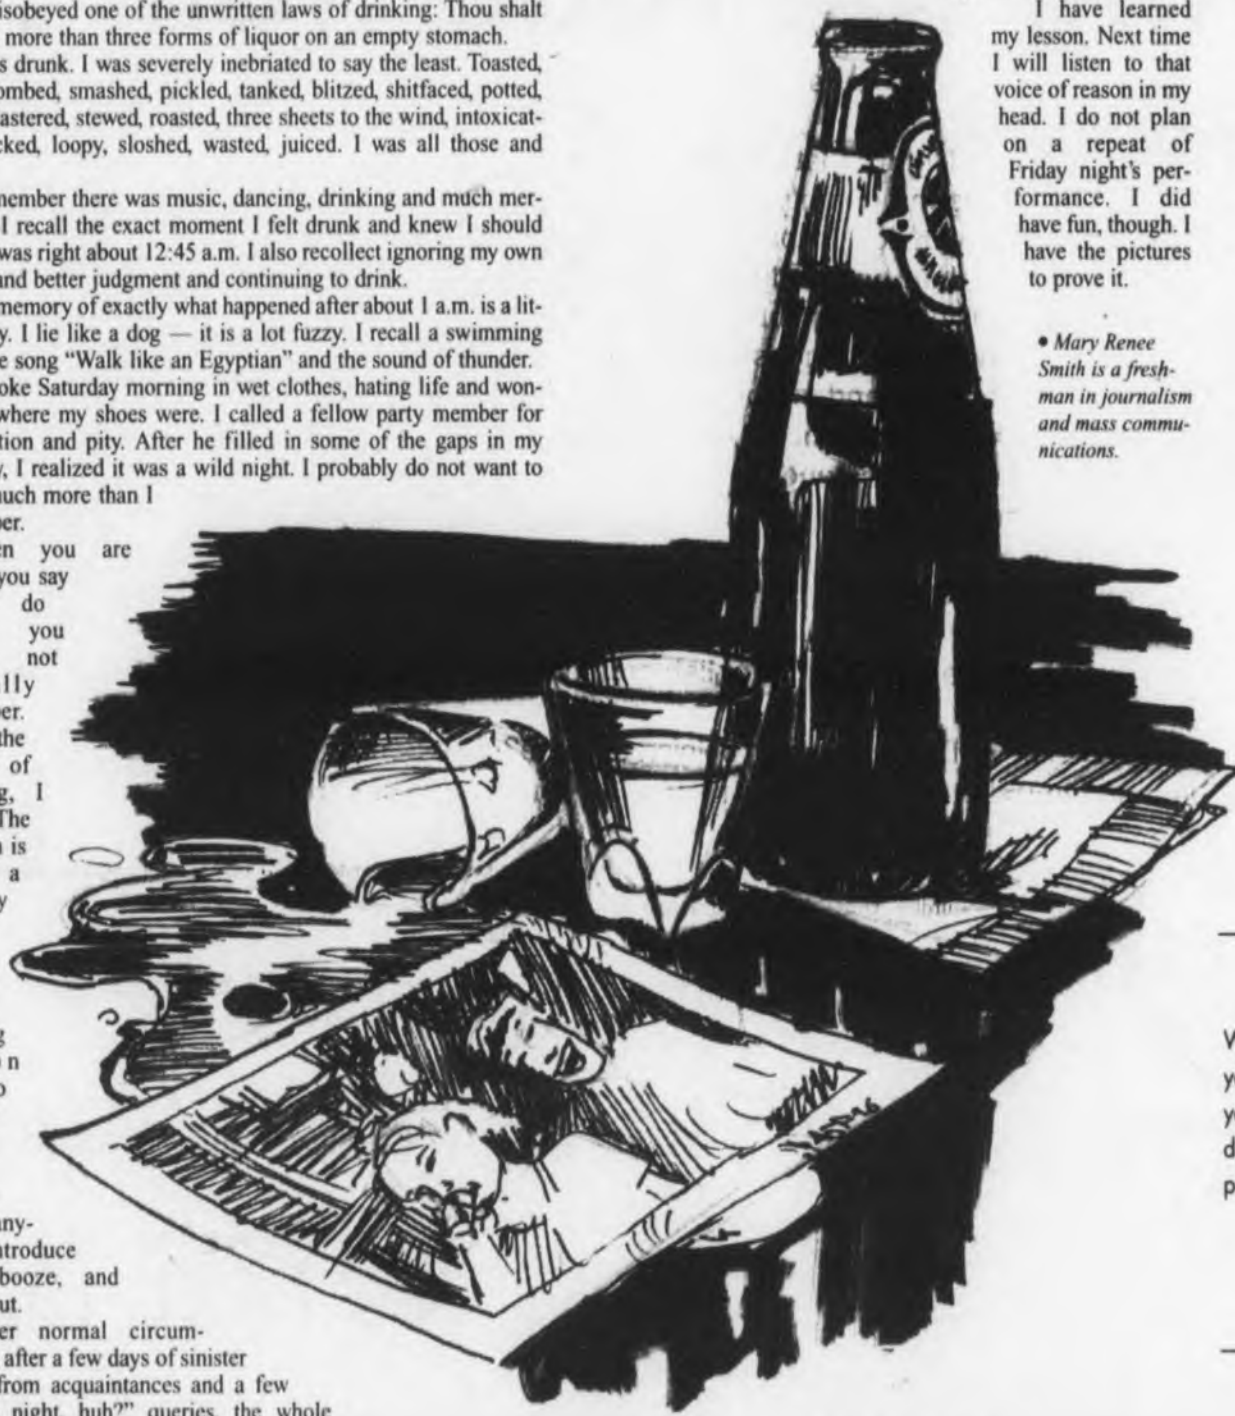 isobeyed one of the unwritten laws of drinking: Thou shalt
more than three forms of liquor on an empty stomach.
s drunk. I was severely inebriated to say the least. Toasted,
ombed, smashed, pickled, tanked, blitzed, shitfaced, potted,
astered, stewed, roasted, three sheets to the wind, intoxicat-
ked, loopy, sloshed, wasted, juiced. I was all those and
member there was music, dancing, drinking and much mer-
I recall the exact moment I felt drunk and knew I should
was right about 12:45 a.m. I also recollect ignoring my own
and better judgment and continuing to drink.
memory of exactly what happened after about 1 a.m. is a lit-
y. I lie like a dog — it is a lot fuzzy. I recall a swimming
e song “Walk like an Egyptian” and the sound of thunder.
oke Saturday morning in wet clothes, hating life and won-
where my shoes were. I called a fellow party member for
tion and pity. After he filled in some of the gaps in my
y, I realized it was a wild night. I probably do not want to
much more than I
er.
en you are
you say
do
you
not
lly
er.
the
of
g, I
The
is
a
y
g
n
o
any-
ntroduce
booze, and
ut.
er normal circum-
after a few days of sinister
from acquaintances and a few
night, huh?” queries, the whole
I have learned
my lesson. Next time
I will listen to that
voice of reason in my
head. I do not plan
on a repeat of
Friday night’s per-
formance. I did
have fun, though. I
have the pictures
to prove it.
• Mary Renee
Smith is a fresh-
man in journalism
and mass commu-
nications.
V
y
y
d
p